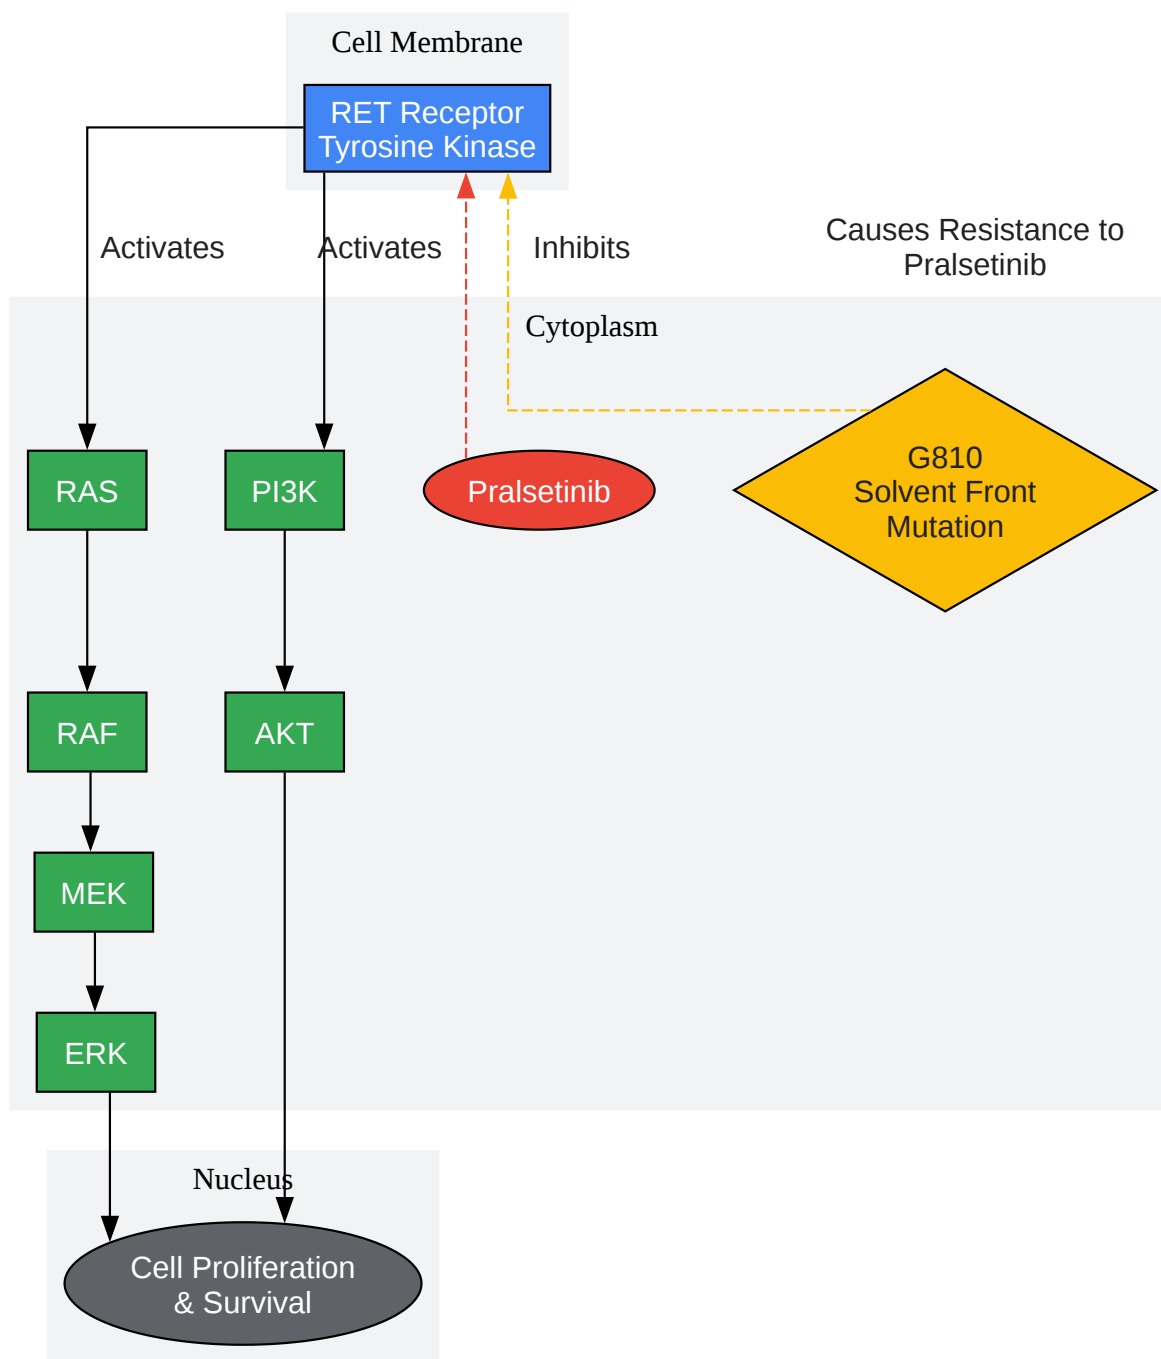 Cell Membrane
RET Receptor
Tyrosine Kinase
Activates
Activates
Inhibits
Causes Resistance to
Pralsetinib
Cytoplasm
RAS
PI3K
Pralsetinib
G810
Solvent Front
Mutation
RAF
AKT
MEK
ERK
Nucleus
Cell Proliferation
& Survival